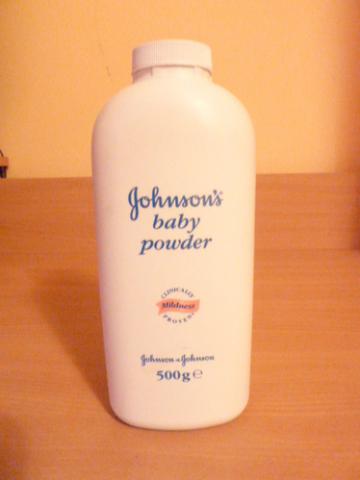 Johnson's®
baby
powder
CLINICALLY
Mildness
PROVEN
Johnson & Johnson
500g ℮